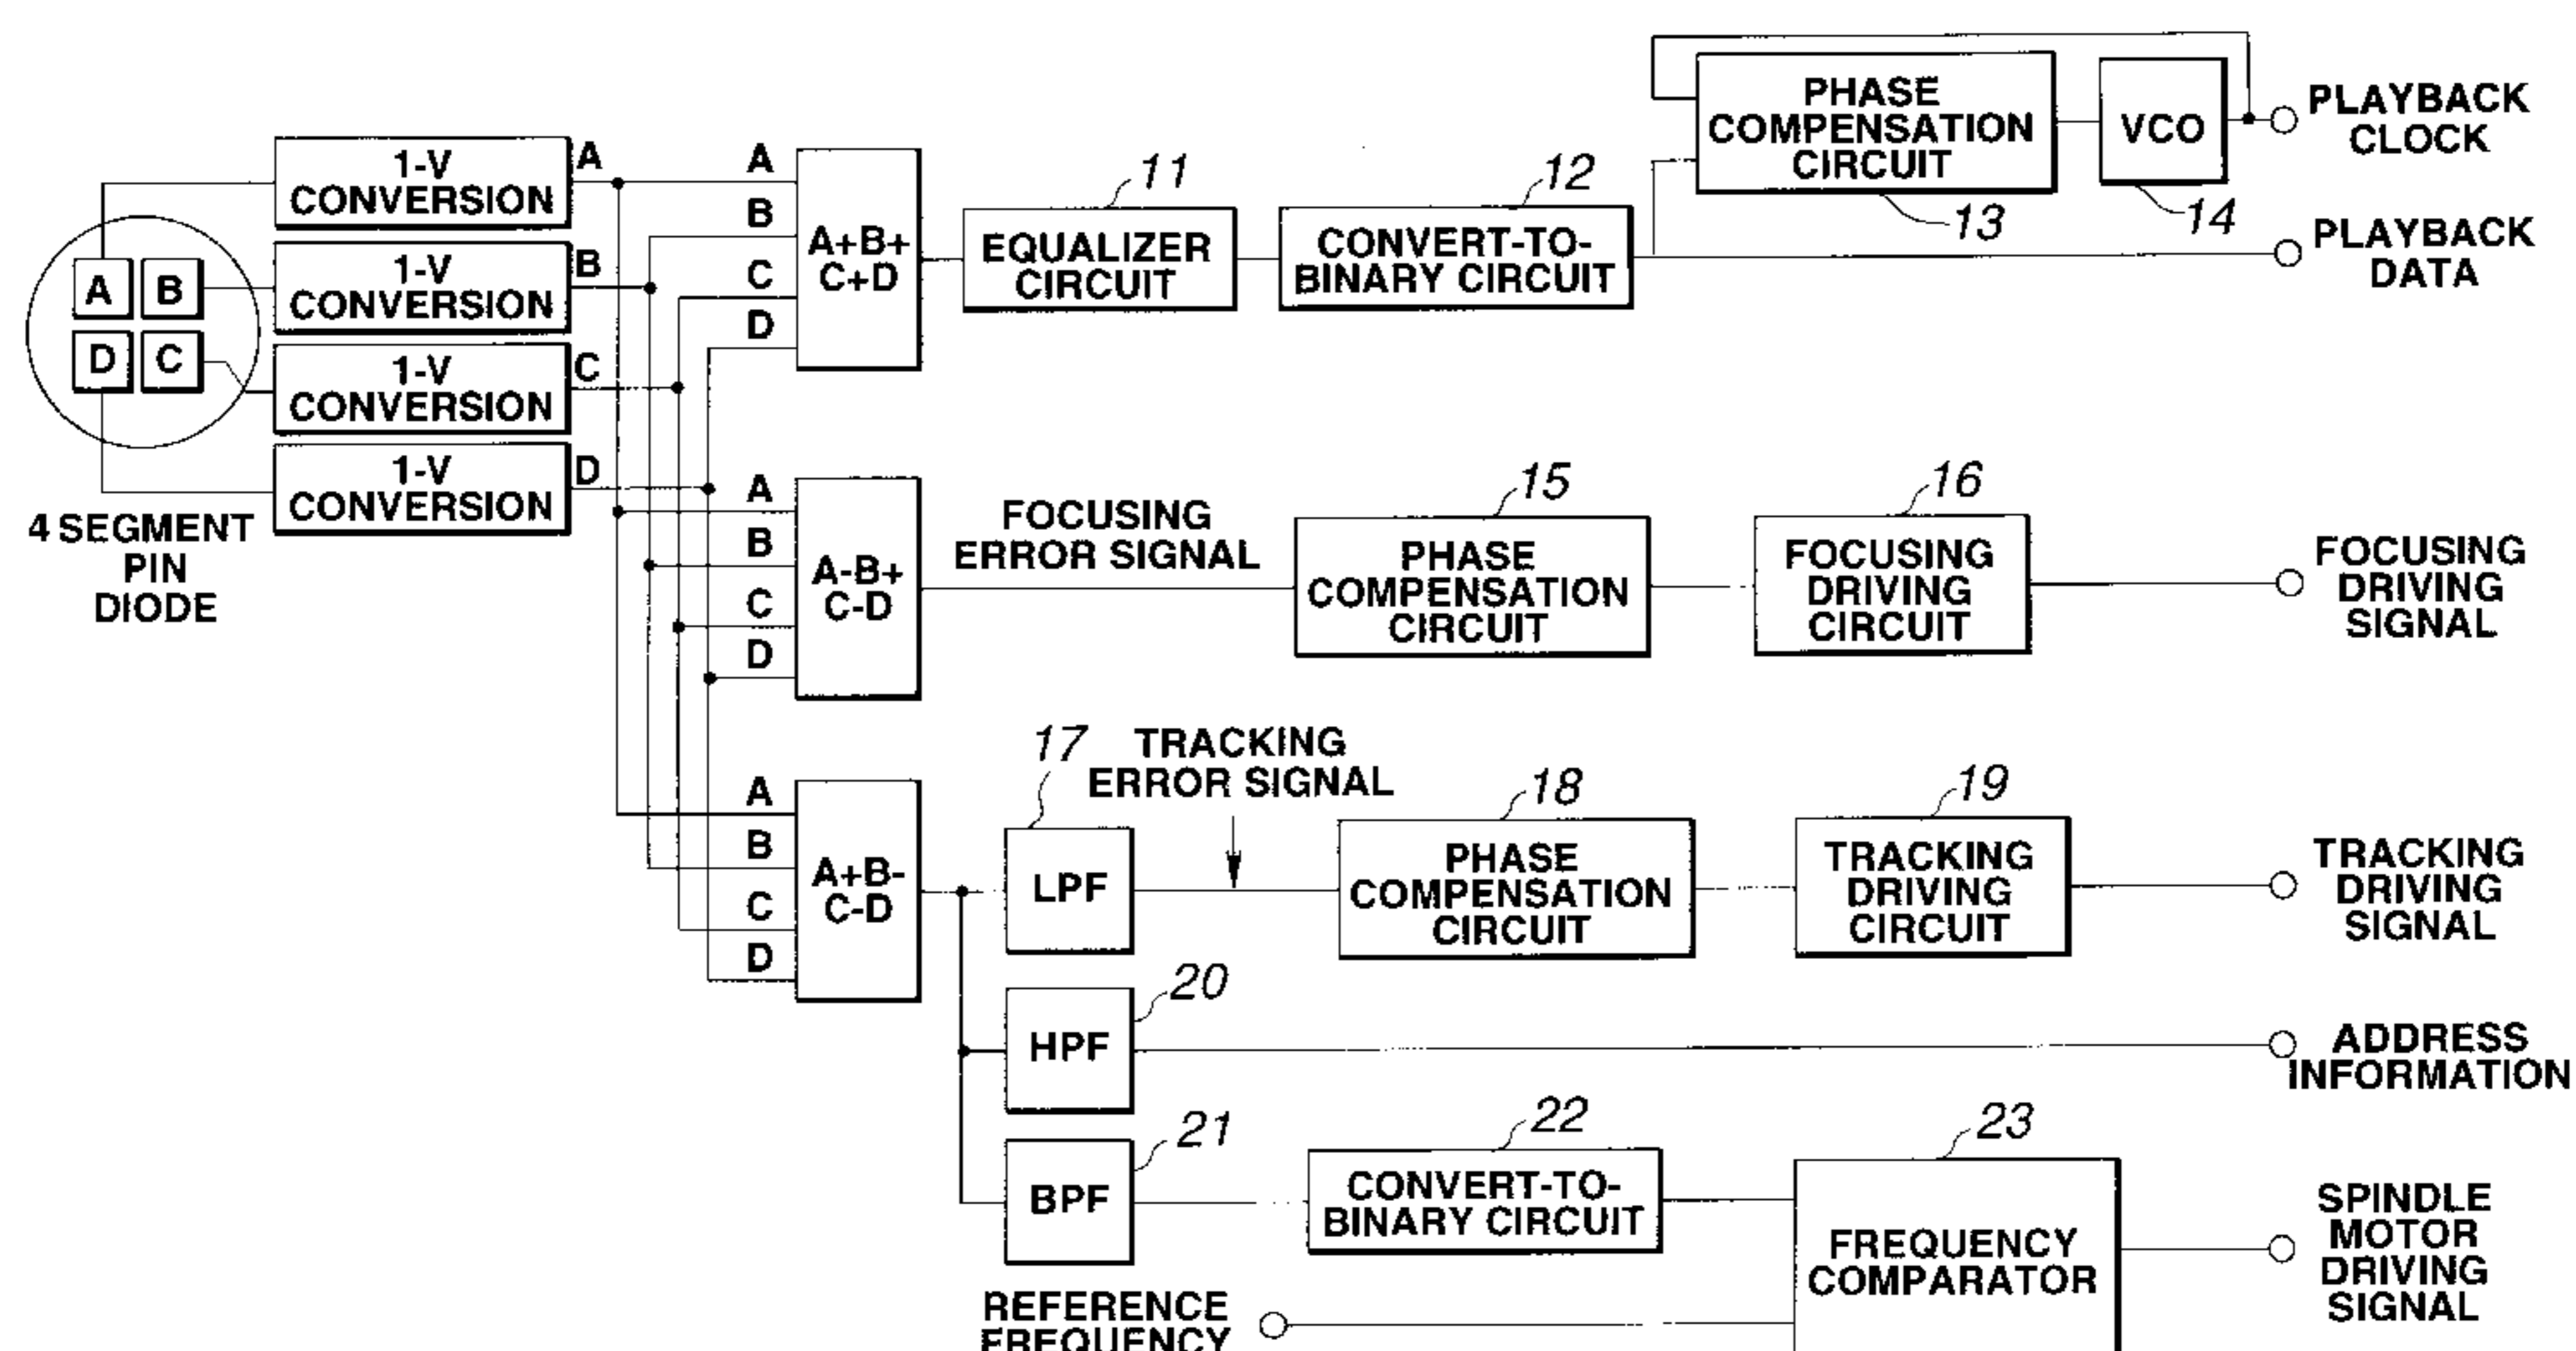 PHASE
COMPENSATION
CIRCUIT
VCO
PLAYBACK
CLOCK
13
14
1-V
CONVERSION
A
1-V
CONVERSION
B
1-V
CONVERSION
C
1-V
CONVERSION
D
A
B
D
C
4 SEGMENT
PIN
DIODE
A
B
C
D
A+B+
C+D
11
EQUALIZER
CIRCUIT
12
CONVERT-TO-
BINARY CIRCUIT
PLAYBACK
DATA
A
B
C
D
A-B+
C-D
FOCUSING
ERROR SIGNAL
15
PHASE
COMPENSATION
CIRCUIT
16
FOCUSING
DRIVING
CIRCUIT
FOCUSING
DRIVING
SIGNAL
A
B
C
D
A+B-
C-D
17
LPF
TRACKING
ERROR SIGNAL
18
PHASE
COMPENSATION
CIRCUIT
19
TRACKING
DRIVING
CIRCUIT
TRACKING
DRIVING
SIGNAL
20
HPF
ADDRESS
INFORMATION
21
BPF
22
CONVERT-TO-
BINARY CIRCUIT
23
FREQUENCY
COMPARATOR
SPINDLE
MOTOR
DRIVING
SIGNAL
REFERENCE
FREQUENCY